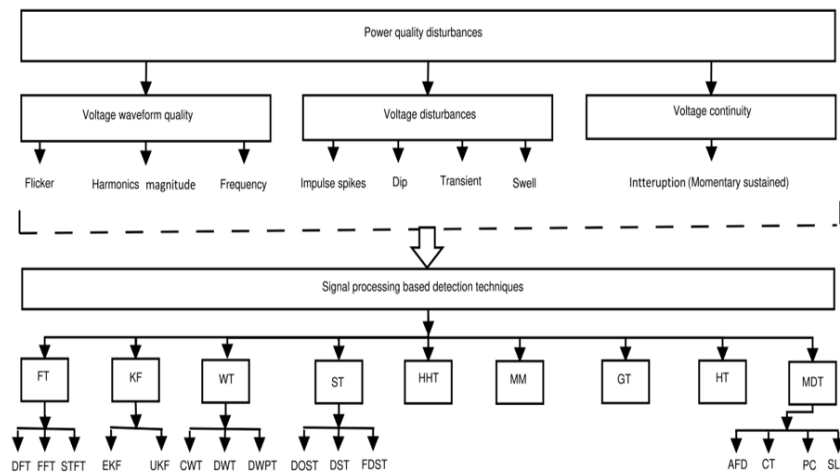 Power quality disturbances
Voltage waveform quality Voltage disturbances Voltage continuity
Flicker Harmonics magnitude Frequency Impulse spikes Dip Transient Swell Intteruption (Momentary sustained)
Signal processing based detection techniques
FT KF WT ST HHT MM GT HT MDT
DFT FFT STFT EKF UKF CWT DWT DWPT DOST DST FDST AFD CT PC SL